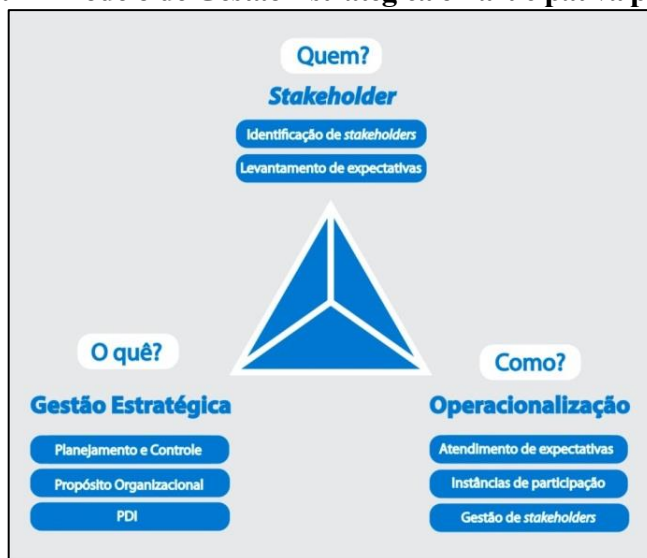 Quem?
Stakeholder
Identificação de stakeholders
Levantamento de expectativas
O quê?
Gestão Estratégica
Planejamento e Controle
Propósito Organizacional
PDI
Como?
Operacionalização
Atendimento de expectativas
Instâncias de participação
Gestão de stakeholders